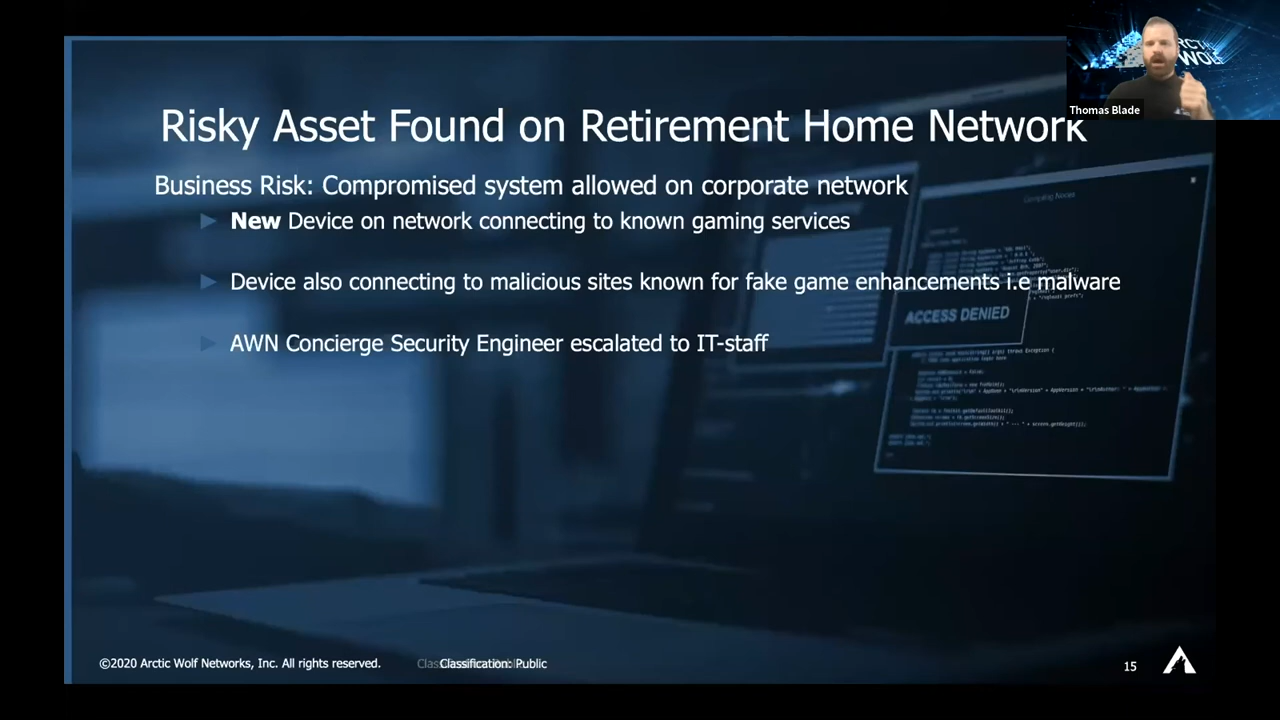 Risky Asset Found on Retirement Home Network
Business Risk: Compromised system allowed on corporate network
New Device on network connecting to known gaming services
Device also connecting to malicious sites known for fake game enhancements i.e malware
AWN Concierge Security Engineer escalated to IT-staff
Thomas Blade
ACCESS DENIED
©2020 Arctic Wolf Networks, Inc. All rights reserved.
Classification: Public
15